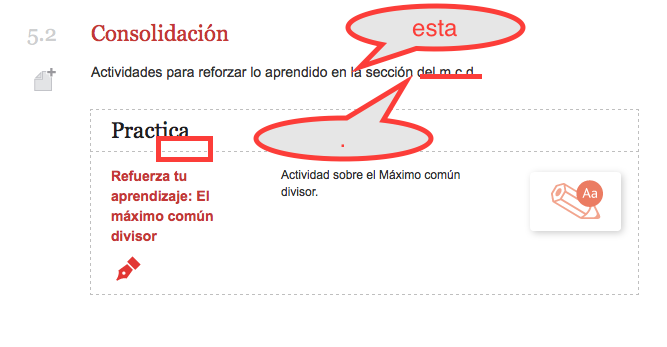 5.2 Consolidación
esta
Actividades para reforzar lo aprendido en la sección del m.c.d.
Practica
.
Refuerza tu
aprendizaje: El
máximo común
divisor
Actividad sobre el Máximo común
divisor.
Aa